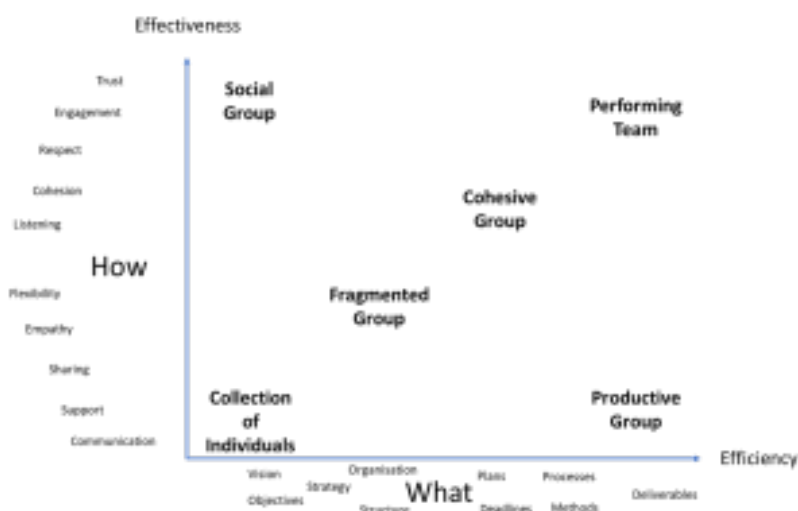 Effectiveness
Trust
Social
Group
Engagement
Performing
Team
Respect
Cohesion
Cohesive
Group
Listening
How
Flexibility
Fragmented
Group
Empathy
Sharing
Collection
of
Individuals
Productive
Group
Support
Communication
Efficiency
Vision
Organisation
Plans
Processes
Strategy
What
Deliverables
Objectives
Structure
Deadlines
Methods